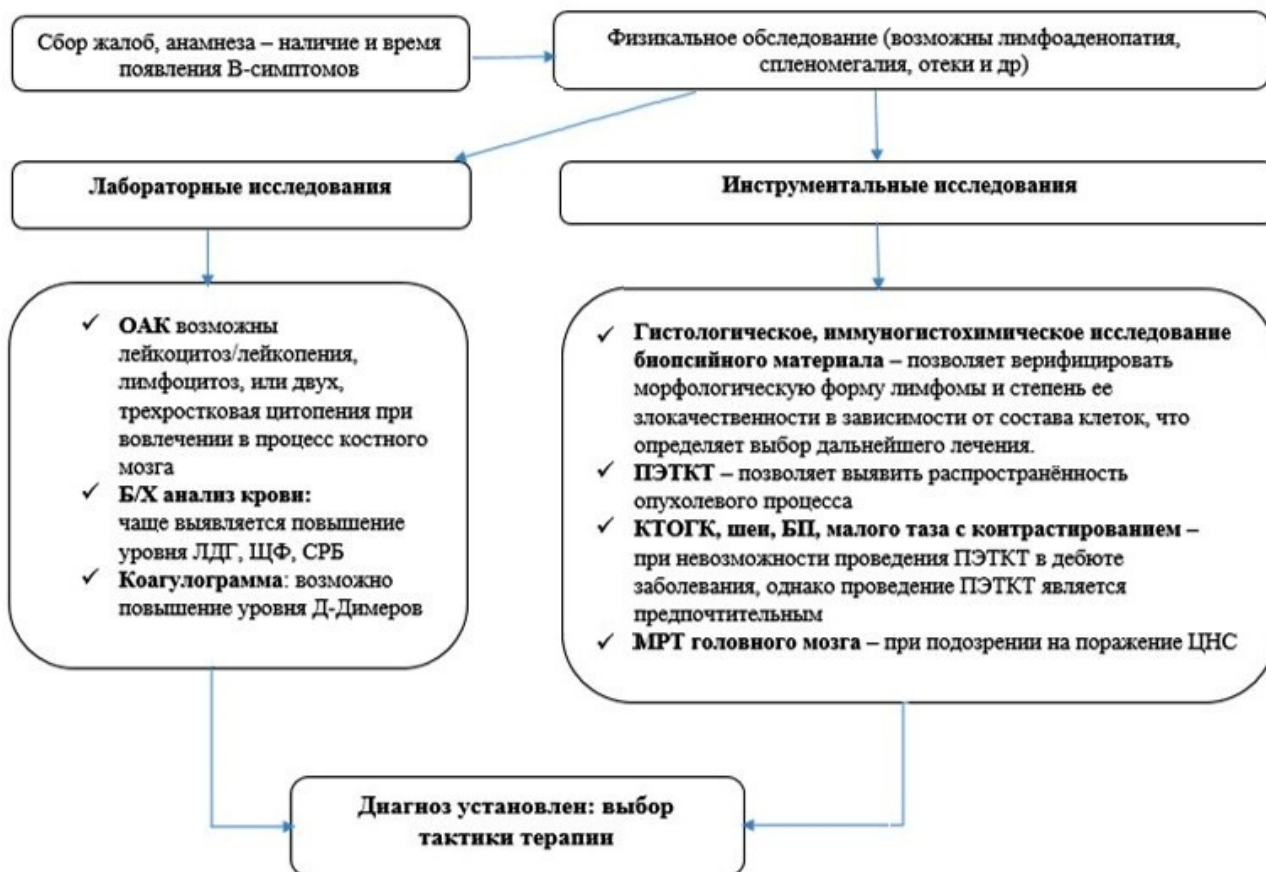 Сбор жалоб, анамнеза – наличие и время
появления В-симптомов
Физикальное обследование (возможны лимфоаденопатия,
спленомегалия, отеки и др)
Лабораторные исследования
Инструментальные исследования
✓ ОАК возможны
лейкоцитоз/лейкопения,
лимфоцитоз, или двух,
трехростковая цитопения при
вовлечении в процесс костного
мозга
✓ Б/Х анализ крови:
чаще выявляется повышение
уровня ЛДГ, ЩФ, СРБ
✓ Коагулограмма: возможно
повышение уровня Д-Димеров
✓ Гистологическое, иммуногистохимическое исследование
биопсийного материала – позволяет верифицировать
морфологическую форму лимфомы и степень ее
злокачественности в зависимости от состава клеток, что
определяет выбор дальнейшего лечения.
✓ ПЭТКТ – позволяет выявить распространённость
опухолевого процесса
✓ КТОГК, шеи, БП, малого таза с контрастированием –
при невозможности проведения ПЭТКТ в дебюте
заболевания, однако проведение ПЭТКТ является
предпочтительным
✓ МРТ головного мозга – при подозрении на поражение ЦНС
Диагноз установлен: выбор
тактики терапии